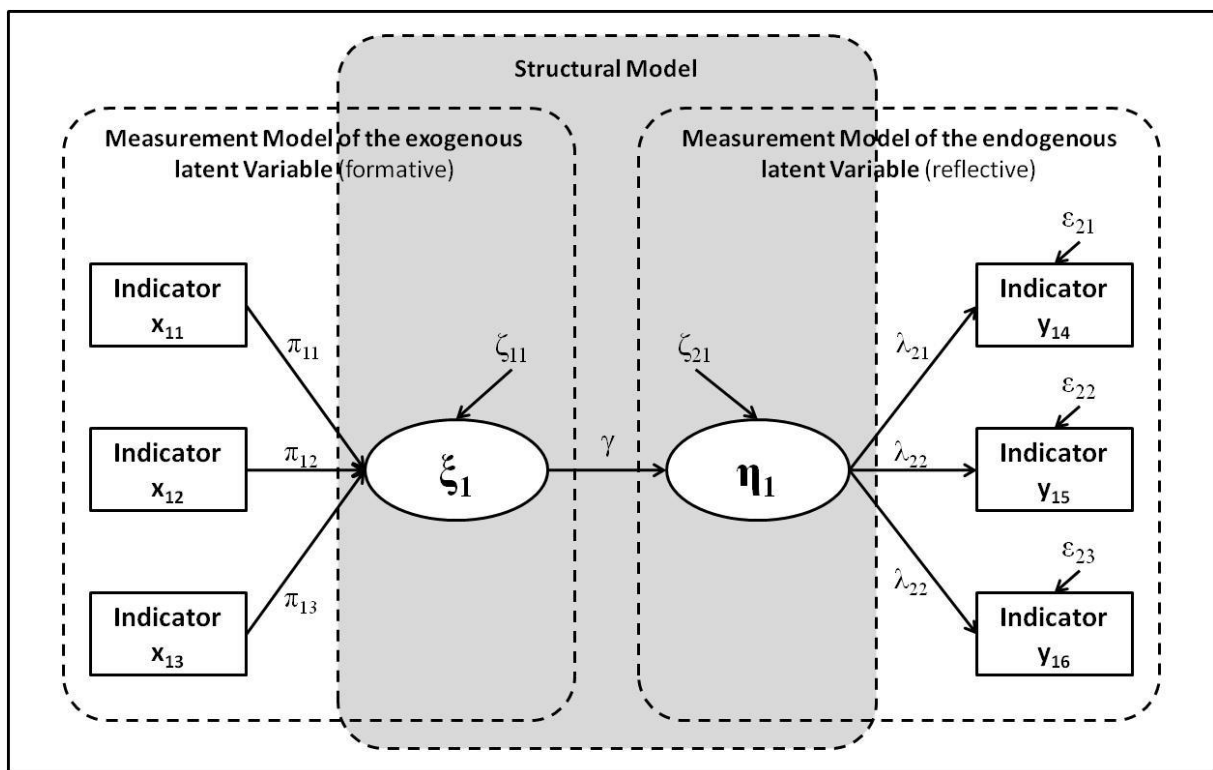 Structural Model
Measurement Model of the exogenous
latent Variable (formative)
Measurement Model of the endogenous
latent Variable (reflective)
Indicator
x₁₁
Indicator
x₁₂
Indicator
x₁₃
π₁₁
π₁₂
π₁₃
ζ₁₁
ξ₁
γ
ζ₂₁
η₁
λ₂₁
λ₂₂
λ₂₂
ε₂₁
Indicator
y₁₄
ε₂₂
Indicator
y₁₅
ε₂₃
Indicator
y₁₆